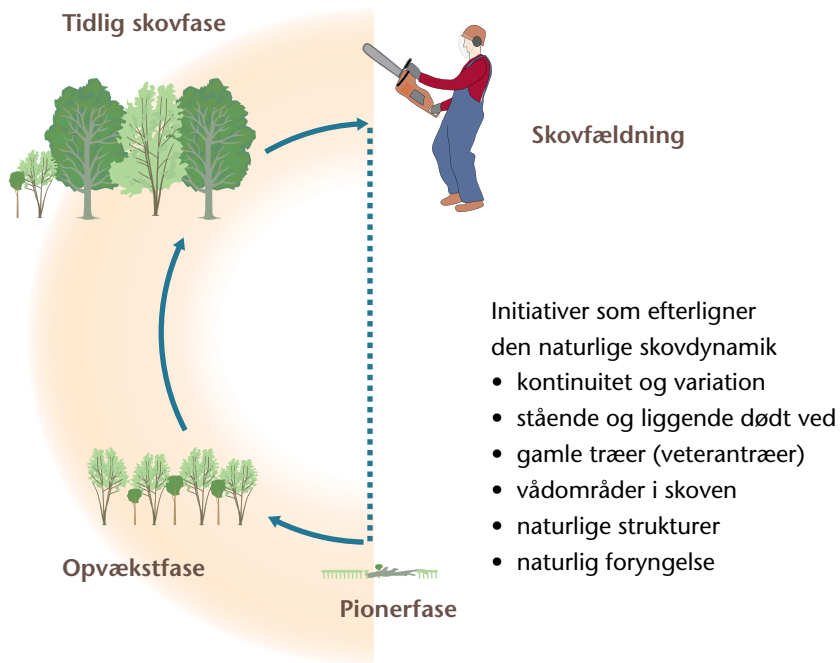 Tidlig skovfase
Skovfældning
Initiativer som efterligner
den naturlige skovdynamik
• kontinuitet og variation
• stående og liggende dødt ved
• gamle træer (veterantræer)
• vådområder i skoven
• naturlige strukturer
• naturlig foryngelse
Opvækstfase
Pionerfase